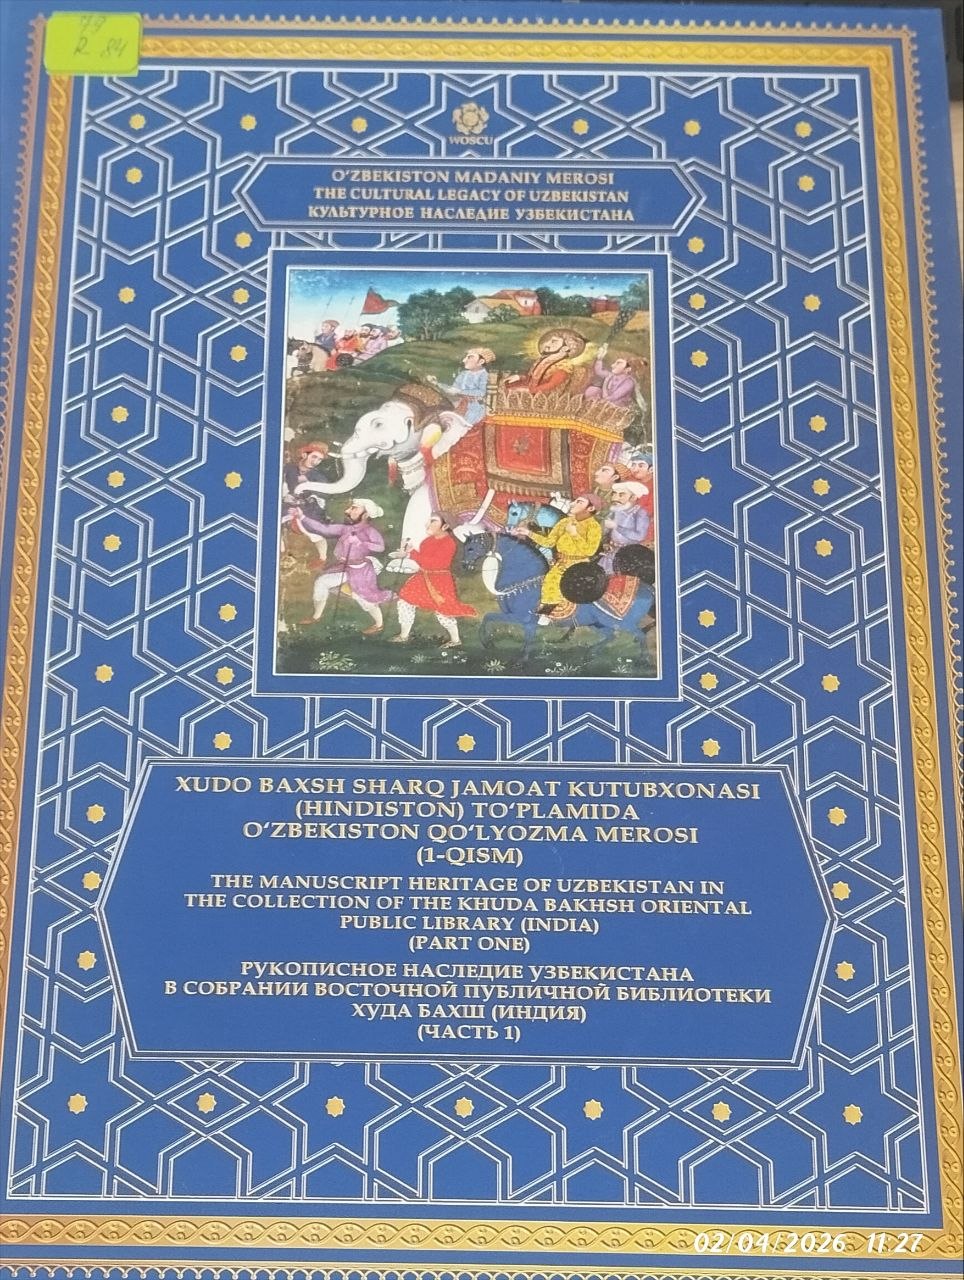 79
R 84
WOSCU
O‘ZBEKISTON MADANIY MEROSI
THE CULTURAL LEGACY OF UZBEKISTAN
КУЛЬТУРНОЕ НАСЛЕДИЕ УЗБЕКИСТАНА
XUDO BAXSH SHARQ JAMOAT KUTUBXONASI
(HINDISTON) TO‘PLAMIDA
O‘ZBEKISTON QO‘LYOZMA MEROSI
(1-QISM)
THE MANUSCRIPT HERITAGE OF UZBEKISTAN IN
THE COLLECTION OF THE KHUDA BAKHSH ORIENTAL
PUBLIC LIBRARY (INDIA)
(PART ONE)
РУКОПИСНОЕ НАСЛЕДИЕ УЗБЕКИСТАНА
В СОБРАНИИ ВОСТОЧНОЙ ПУБЛИЧНОЙ БИБЛИОТЕКИ
ХУДА БАХШ (ИНДИЯ)
(ЧАСТЬ 1)
02/04/2026 11:27